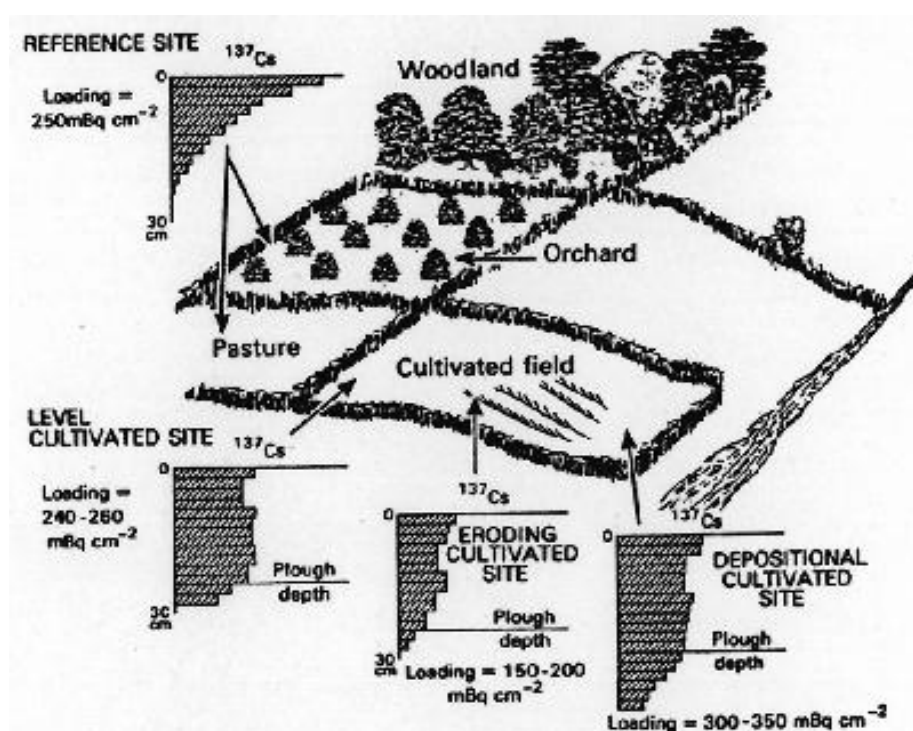 REFERENCE SITE
137Cs
0
Loading =
250mBq cm-2
30
cm
Woodland
Orchard
Pasture
Cultivated field
LEVEL
CULTIVATED SITE
137Cs
0
Loading =
240-260
mBq cm-2
Plough
depth
30
cm
137Cs
0
ERODING
CULTIVATED
SITE
Plough
depth
30
cm
Loading = 150-200
mBq cm-2
137Cs
0
DEPOSITIONAL
CULTIVATED
SITE
Plough
depth
Loading = 300-350 mBq cm-2